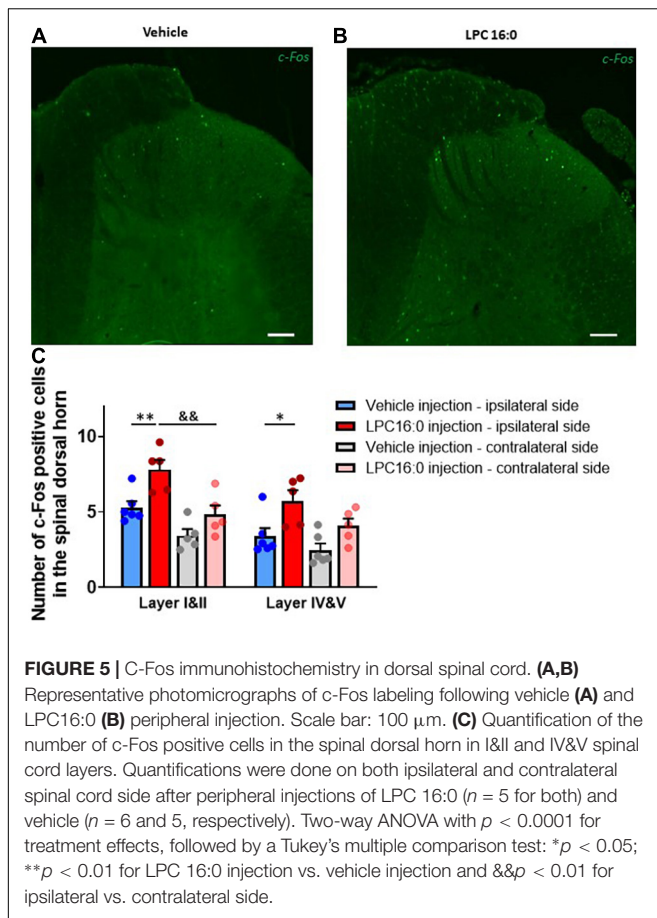 A
Vehicle
c-Fos
B
LPC 16:0
c-Fos
C
Number of c-Fos positive cells
in the spinal dorsal horn
10
5
0
**
&&
*
Layer I&II
Layer IV&V
Vehicle injection - ipsilateral side
LPC16:0 injection - ipsilateral side
Vehicle injection - contralateral side
LPC16:0 injection - contralateral side
FIGURE 5 | C-Fos immunohistochemistry in dorsal spinal cord. (A,B)
Representative photomicrographs of c-Fos labeling following vehicle (A) and
LPC16:0 (B) peripheral injection. Scale bar: 100 μm. (C) Quantification of the
number of c-Fos positive cells in the spinal dorsal horn in I&II and IV&V spinal
cord layers. Quantifications were done on both ipsilateral and contralateral
spinal cord side after peripheral injections of LPC 16:0 (n = 5 for both) and
vehicle (n = 6 and 5, respectively). Two-way ANOVA with p < 0.0001 for
treatment effects, followed by a Tukey's multiple comparison test: *p < 0.05;
**p < 0.01 for LPC 16:0 injection vs. vehicle injection and &&p < 0.01 for
ipsilateral vs. contralateral side.